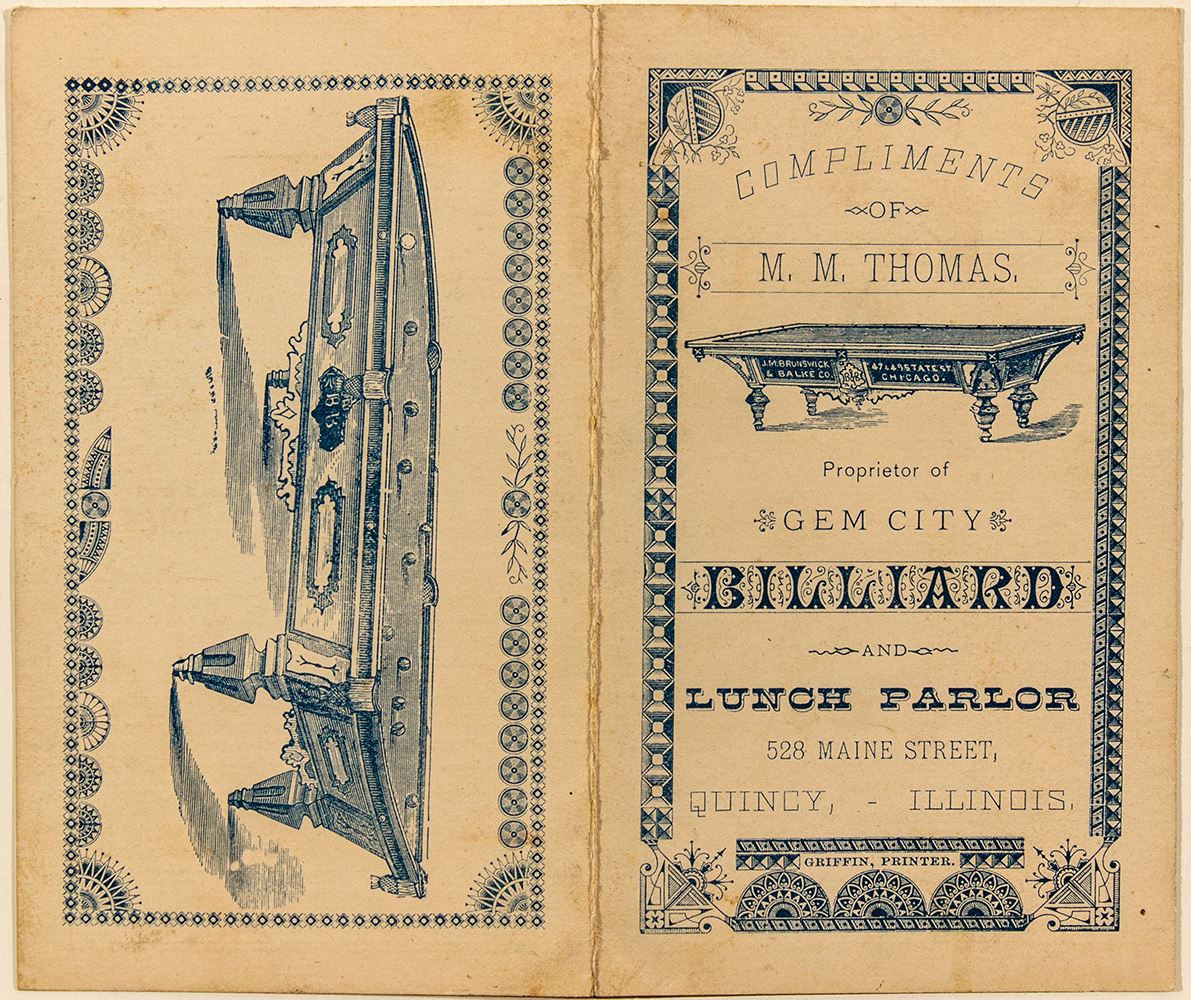 COMPLIMENTS
OF
M. M. THOMAS.
J.M. BRUNSWICK
& BALKE CO.
47 & 49 STATE ST.
CHICAGO.
Proprietor of
GEM CITY
BILLIARD
AND
LUNCH PARLOR
528 MAINE STREET,
QUINCY, - ILLINOIS.
GRIFFIN, PRINTER.